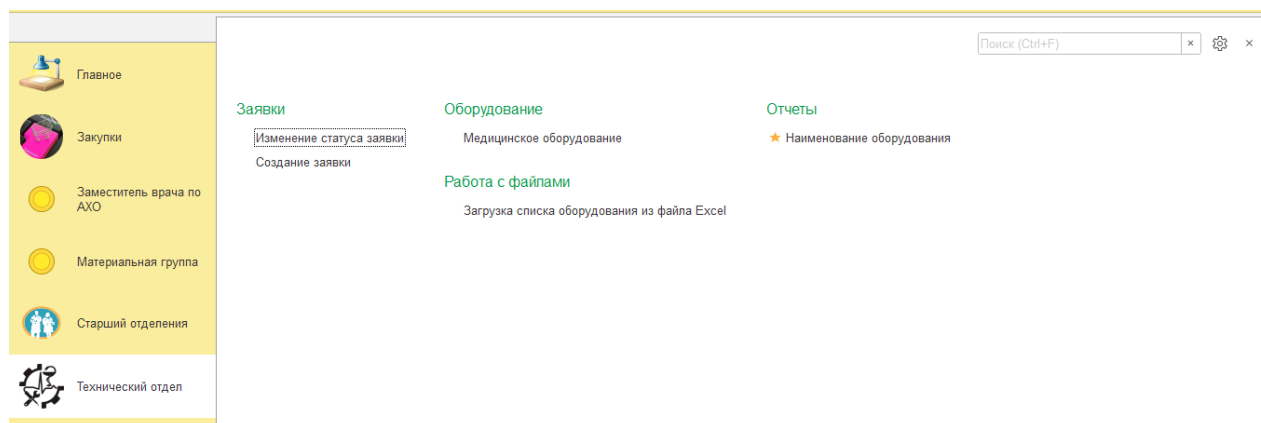 Поиск (Ctrl+F)
Главное
Закупки
Заместитель врача по
АХО
Материальная группа
Старший отделения
Технический отдел
Заявки
Изменение статуса заявки
Создание заявки
Оборудование
Медицинское оборудование
Работа с файлами
Загрузка списка оборудования из файла Excel
Отчеты
Наименование оборудования